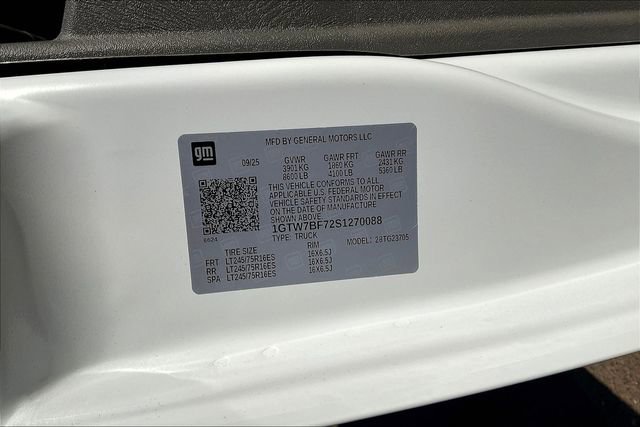 gm
MFD BY GENERAL MOTORS LLC
09/25 GVWR GAWR FRT GAWR RR
3901 KG 1860 KG 2431 KG
8600 LB 4100 LB 5360 LB
THIS VEHICLE CONFORMS TO ALL
APPLICABLE U.S. FEDERAL MOTOR
VEHICLE SAFETY STANDARDS IN EFFECT
ON THE DATE OF MANUFACTURE
SHOWN ABOVE.
6624
1GTW7BF72S1270088
TYPE: TRUCK MODEL: 28TG23705
TIRE SIZE RIM
FRT LT245/75R16ES 16X6.5J
RR LT245/75R16ES 16X6.5J
SPA LT245/75R16ES 16X6.5J